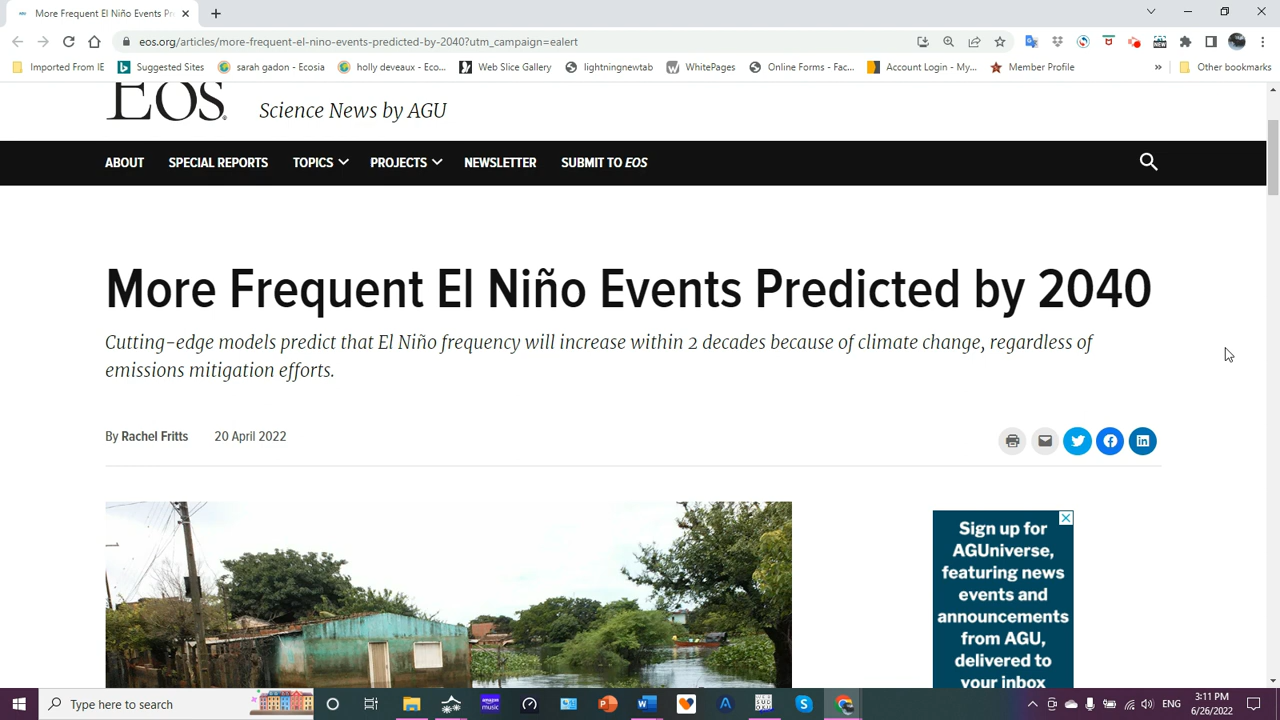 More Frequent El Niño Events Pr
eos.org/articles/more-frequent-el-nino-events-predicted-by-2040?utm_campaign=ealert
Imported From IE
Suggested Sites
sarah gadon - Ecosia
holly deveaux - Eco...
Web Slice Gallery
lightningnewtab
WhitePages
Online Forms - Fac...
Account Login - My...
Member Profile
»
Other bookmarks
Eos
Science News by AGU
ABOUT
SPECIAL REPORTS
TOPICS
PROJECTS
NEWSLETTER
SUBMIT TO EOS
More Frequent El Niño Events Predicted by 2040
Cutting-edge models predict that El Niño frequency will increase within 2 decades because of climate change, regardless of
emissions mitigation efforts.
By Rachel Fritts 20 April 2022
Sign up for
AGUniverse,
featuring news
events and
announcements
from AGU,
delivered to
your inbox
Type here to search
ENG
3:11 PM
6/26/2022